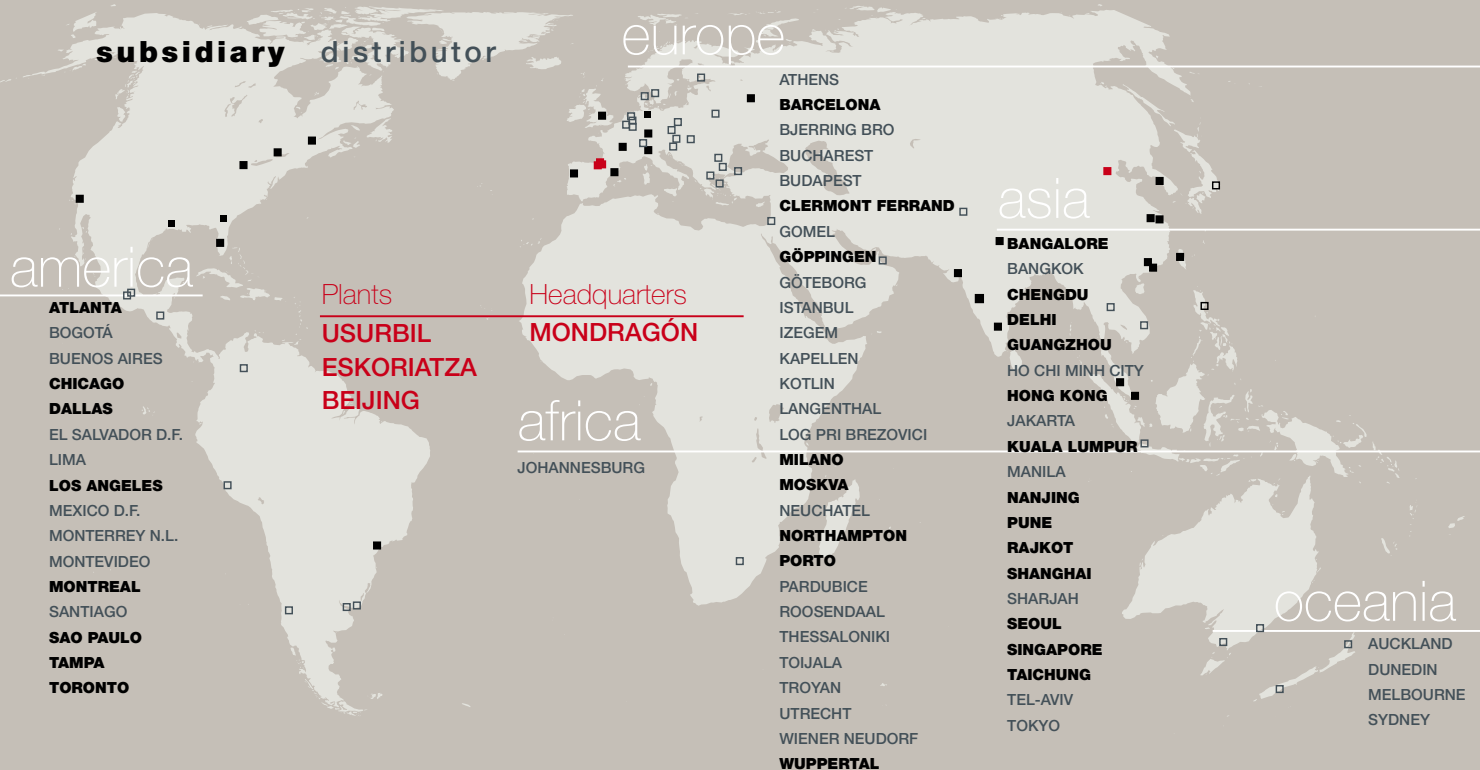 subsidiary distributor
europe
ATHENS
BARCELONA
BJERRING BRO
BUCHAREST
BUDAPEST
CLERMONT FERRAND
GOMEL
GÖPPINGEN
GÖTEBORG
ISTANBUL
IZEGEM
KAPELLEN
KOTLIN
LANGENTHAL
LOG PRI BREZOVICI
MILANO
MOSKVA
NEUCHATEL
NORTHAMPTON
PORTO
PARDUBICE
ROOSENDAAL
THESSALONIKI
TOIJALA
TROYAN
UTRECHT
WIENER NEUDORF
WUPPERTAL
asia
BANGALORE
BANGKOK
CHENGDU
DELHI
GUANGZHOU
HO CHI MINH CITY
HONG KONG
JAKARTA
KUALA LUMPUR
MANILA
NANJING
PUNE
RAJKOT
SHANGHAI
SHARJAH
SEOUL
SINGAPORE
TAICHUNG
TEL-AVIV
TOKYO
america
ATLANTA
BOGOTÁ
BUENOS AIRES
CHICAGO
DALLAS
EL SALVADOR D.F.
LIMA
LOS ANGELES
MEXICO D.F.
MONTERREY N.L.
MONTEVIDEO
MONTREAL
SANTIAGO
SAO PAULO
TAMPA
TORONTO
Plants
USURBIL
ESKORIATZA
BEIJING
Headquarters
MONDRAGÓN
africa
JOHANNESBURG
oceania
AUCKLAND
DUNEDIN
MELBOURNE
SYDNEY